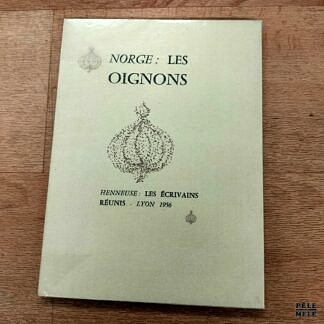 NORGE : LES
OIGNONS
HENNEUSE : LES ÉCRIVAINS
RÉUNIS - LYON 1956
PÊLE
MÊLE